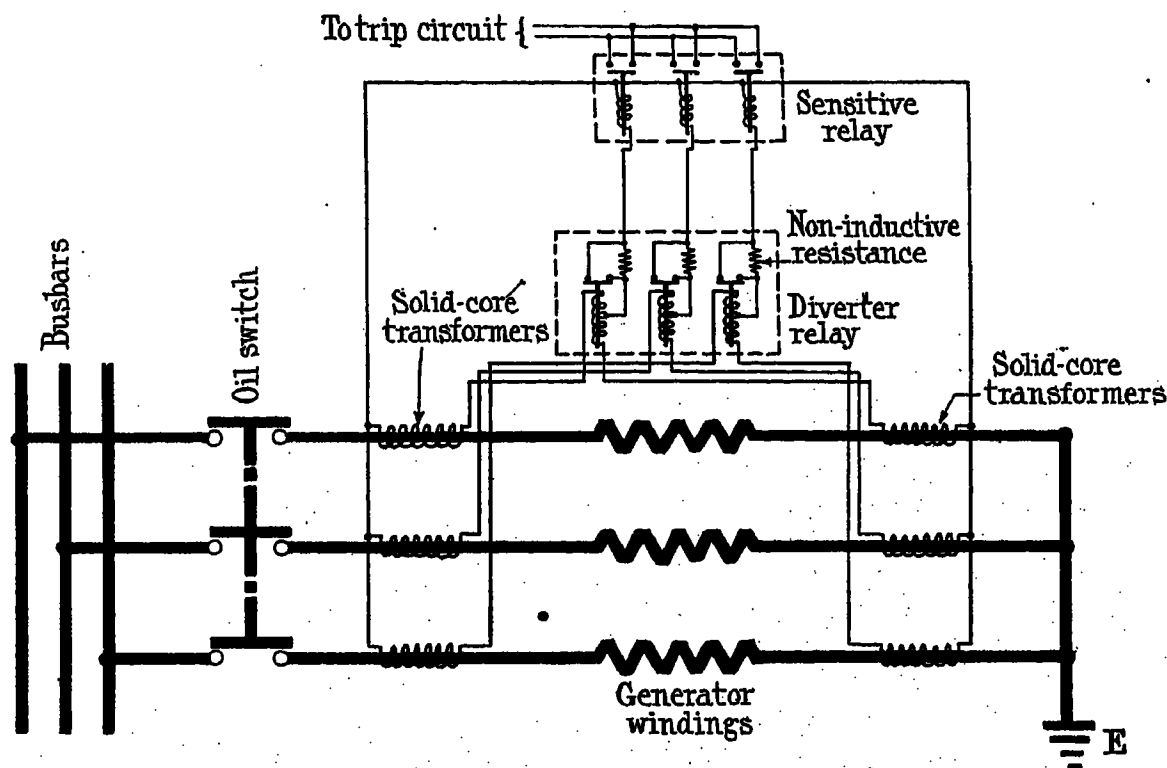 To trip circuit {
Sensitive
relay
Non-inductive
resistance
Busbars
Oil switch
Solid-core
transformers
Diverter
relay
Solid-core
transformers
Generator
windings
E